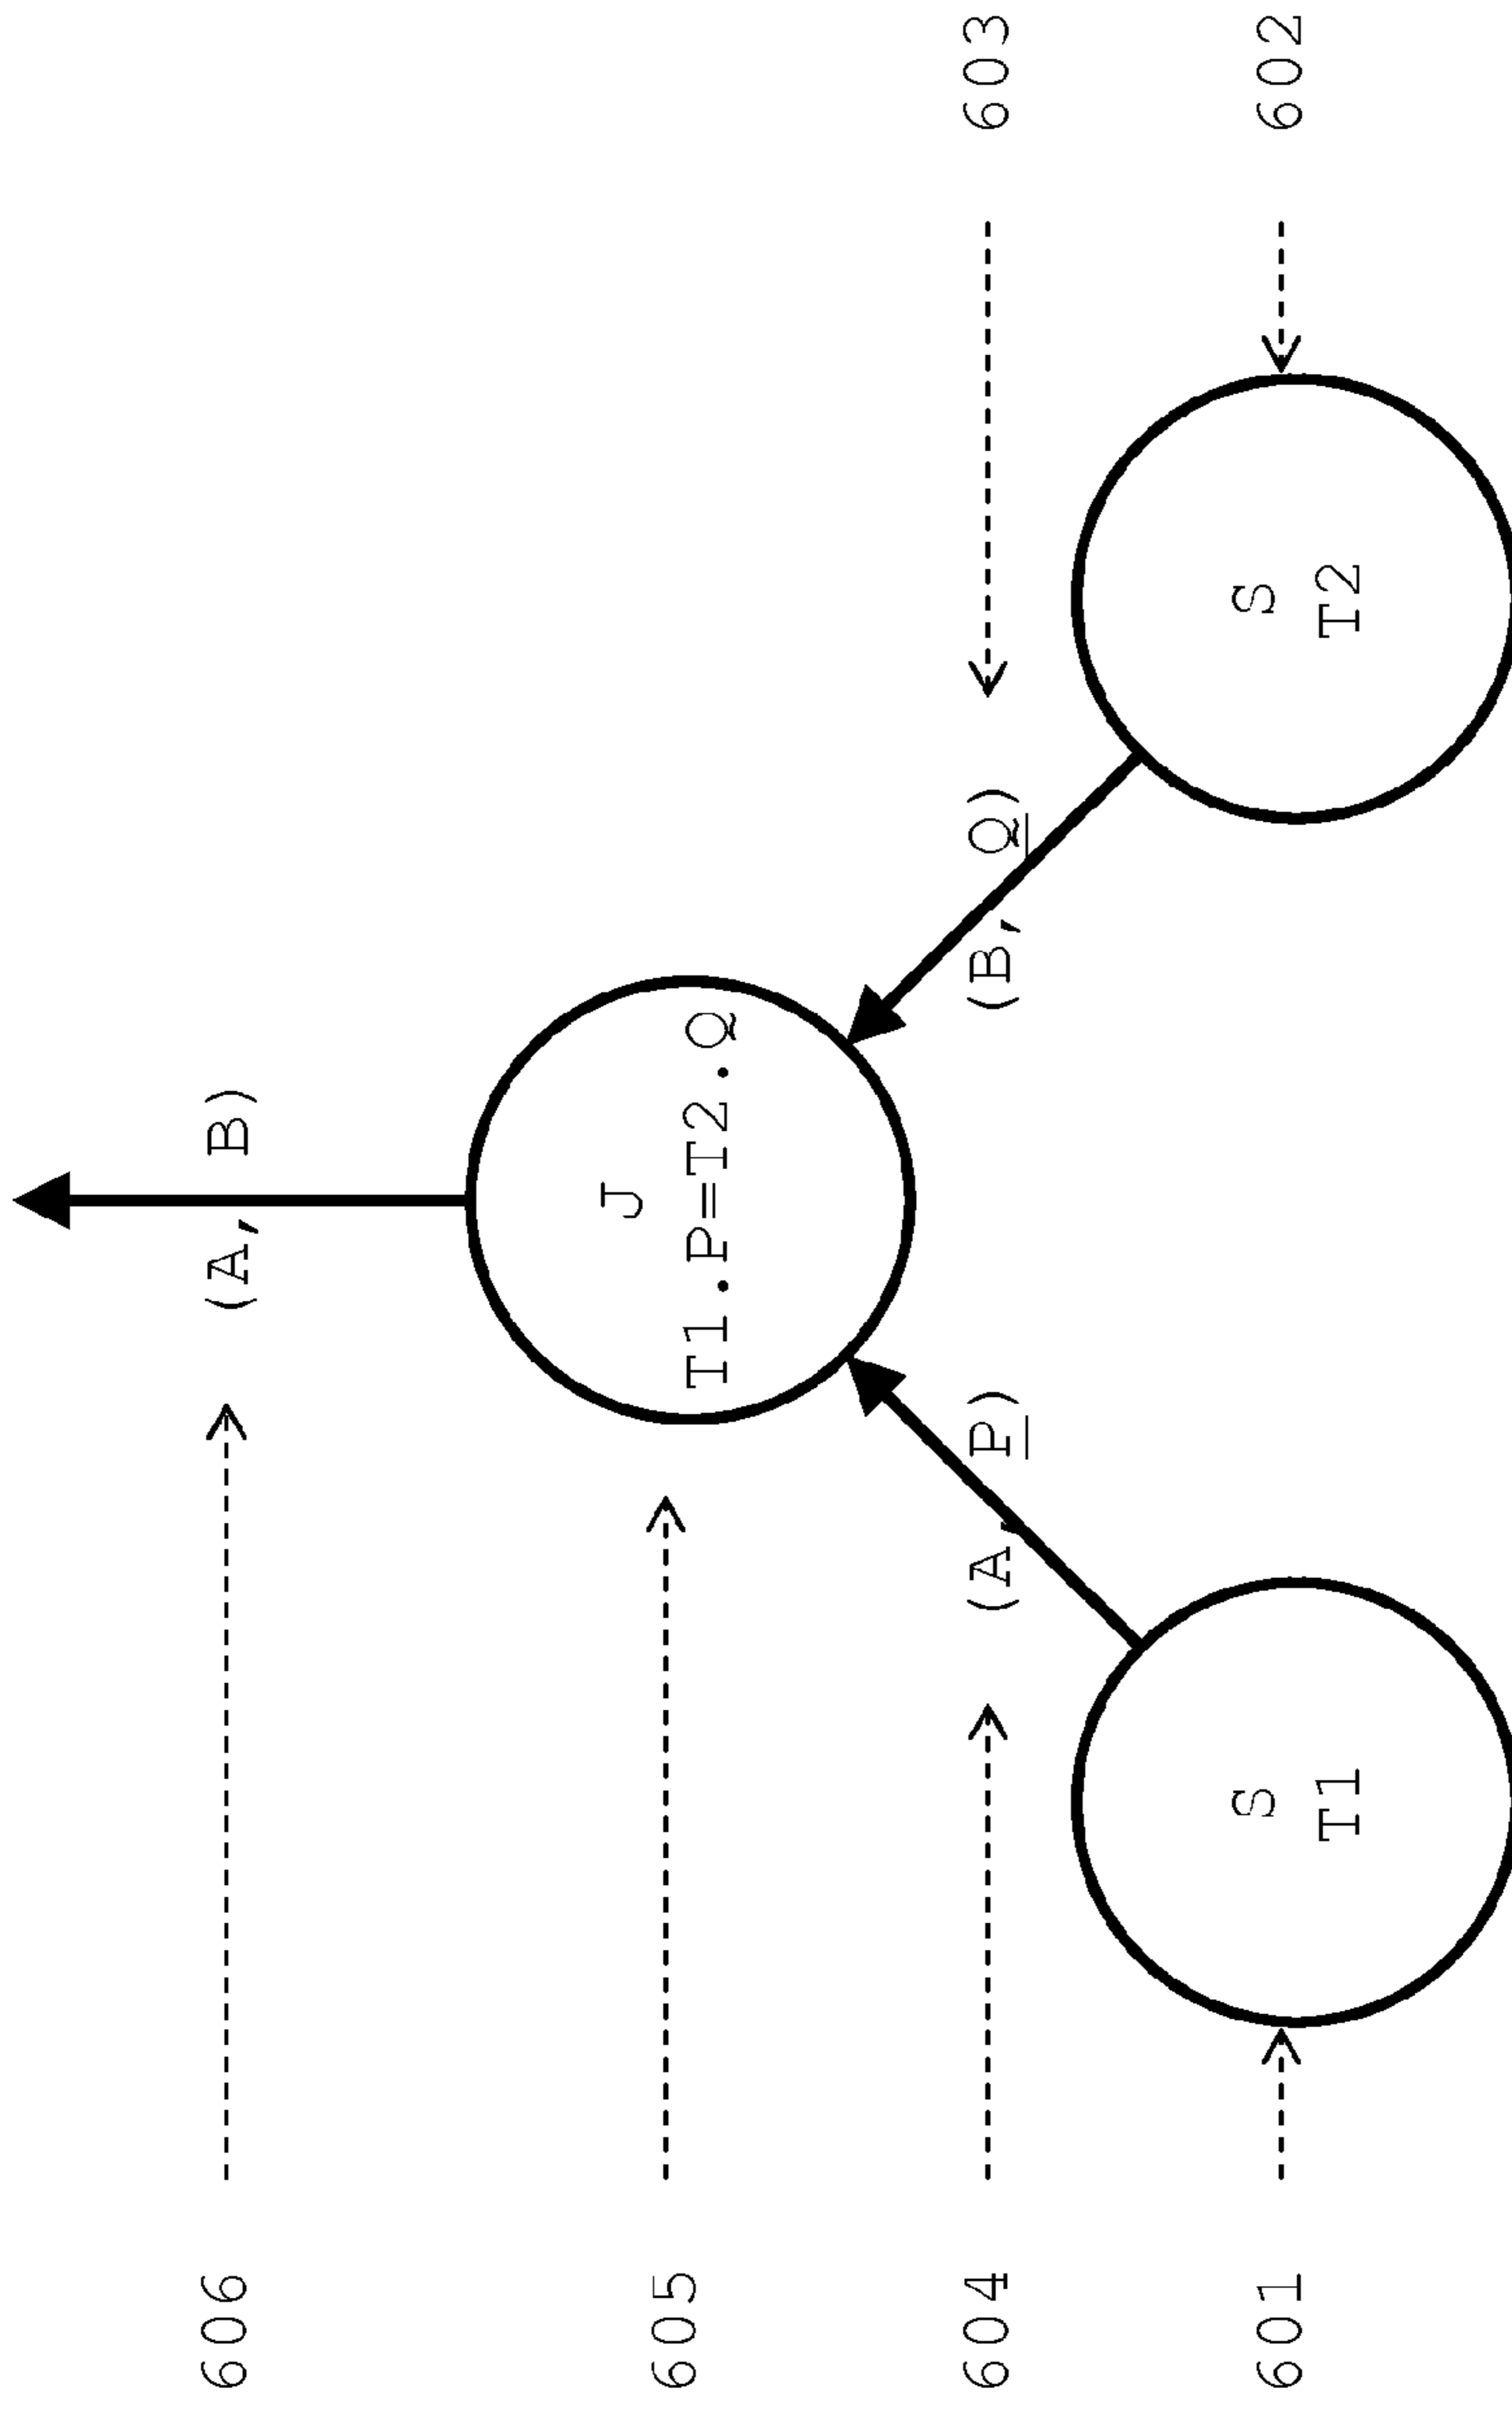 606
(A, B)
605
J
T1.P=T2.Q
604
(A, P)
(B, Q)
603
601
S
T1
S
T2
602